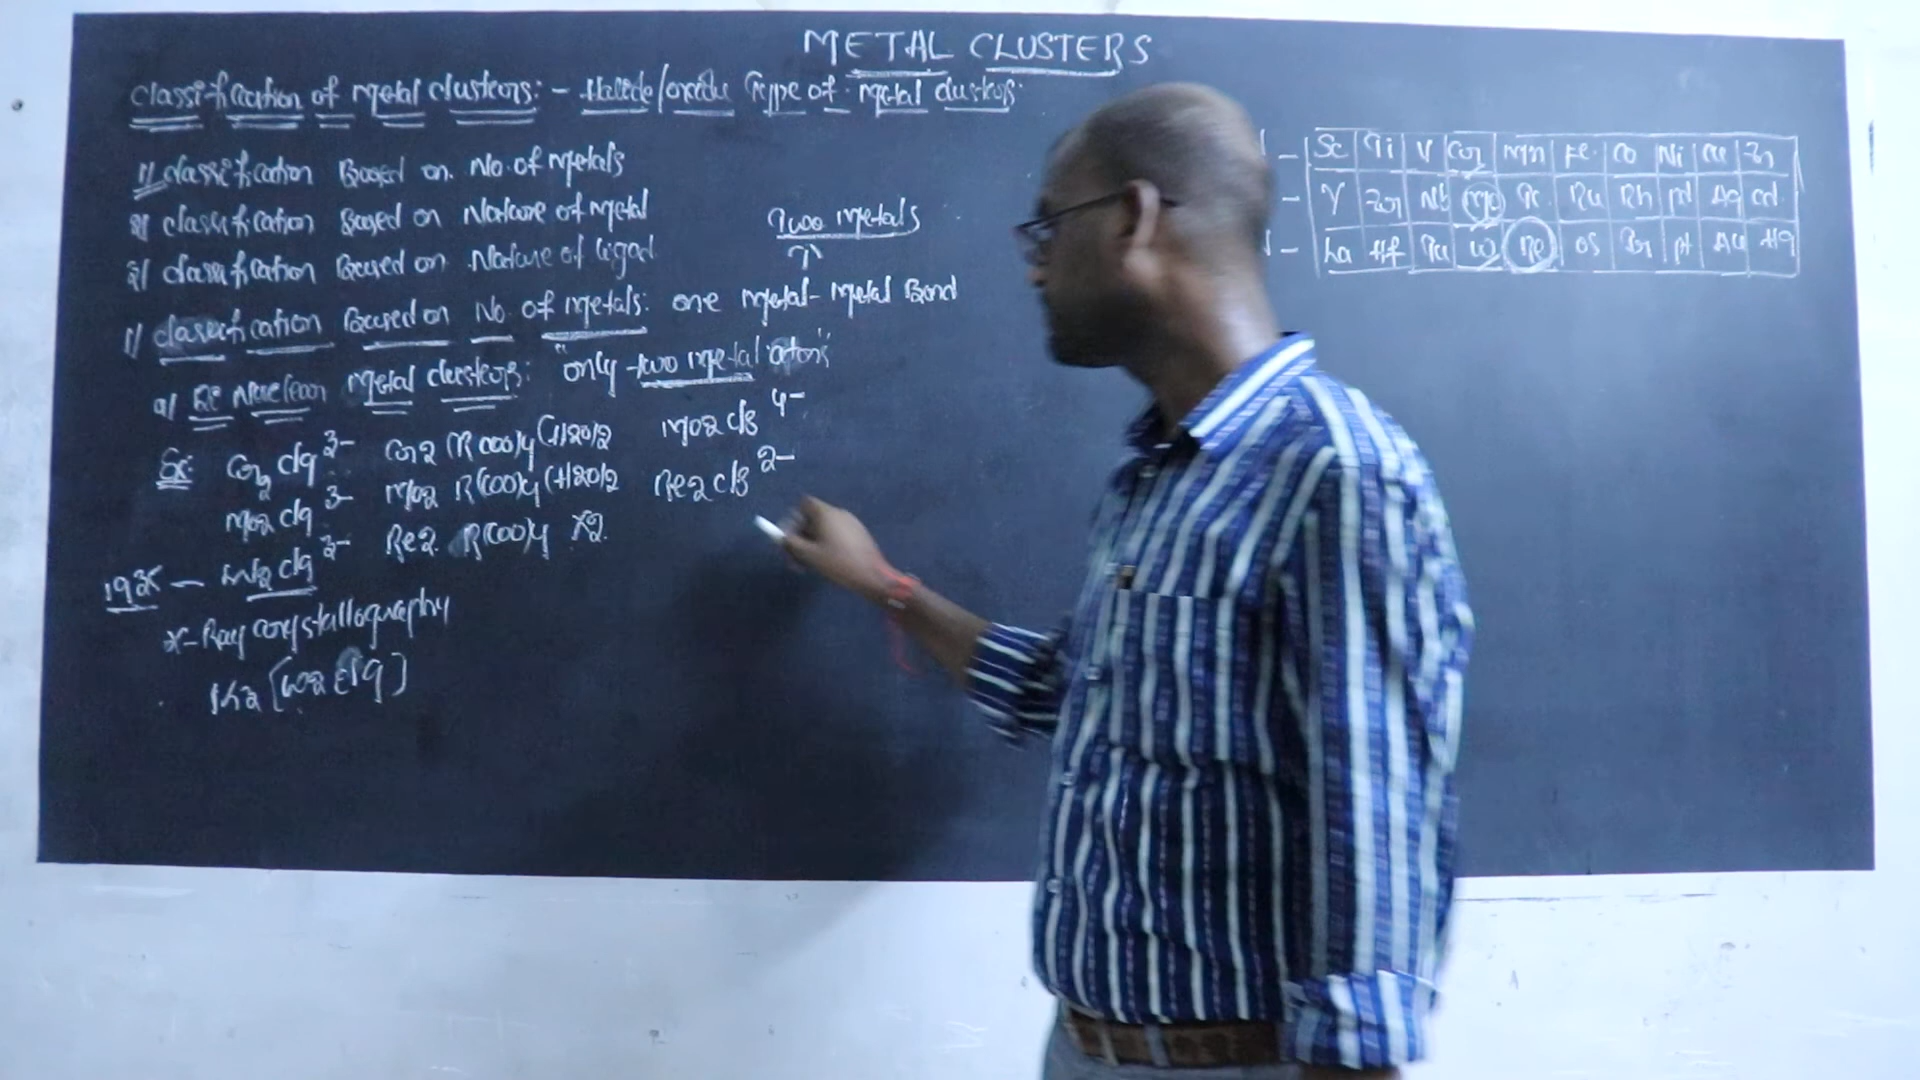 METAL CLUSTERS
Classification of Metal clusters: - Halide/oxide Type of Metal clusters:
1) classification Based on No. of Metals
2) classification Based on Nature of Metal
3) classification Based on Nature of ligad
Two Metals
1) classification Based on No. of Metals: one Metal-Metal Bond
a) Bi Nuclear Metal clusters: "only two Metal atoms"
Ex: Cr2 Cl9 3- Cr2 (RCOO)4 (H2O)2 Mo2 Cl8 4-
Mo2 Cl9 3- Mo2 R(COO)4 (H2O)2 Re2 Cl8 2-
W2 Cl9 3- Re2 R(COO)4 X2
1935 -
X-Ray crystallography
[W2 Cl9]
- Sc Ti V Cr Mn Fe Co Ni Cu Zn
- Y Zr Nb Mo Tc Ru Rh Pd Ag Cd
- La Hf Ta W Re Os Ir Pt Au Hg